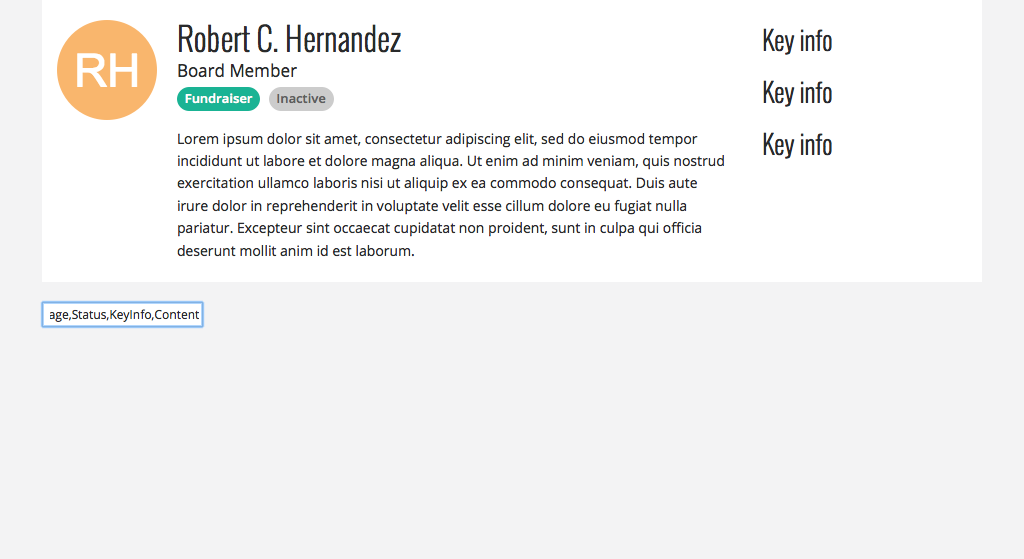 RH
Robert C. Hernandez
Board Member
Fundraiser Inactive
Lorem ipsum dolor sit amet, consectetur adipiscing elit, sed do eiusmod tempor
incididunt ut labore et dolore magna aliqua. Ut enim ad minim veniam, quis nostrud
exercitation ullamco laboris nisi ut aliquip ex ea commodo consequat. Duis aute
irure dolor in reprehenderit in voluptate velit esse cillum dolore eu fugiat nulla
pariatur. Excepteur sint occaecat cupidatat non proident, sunt in culpa qui officia
deserunt mollit anim id est laborum.
Key info
Key info
Key info
age,Status,KeyInfo,Content